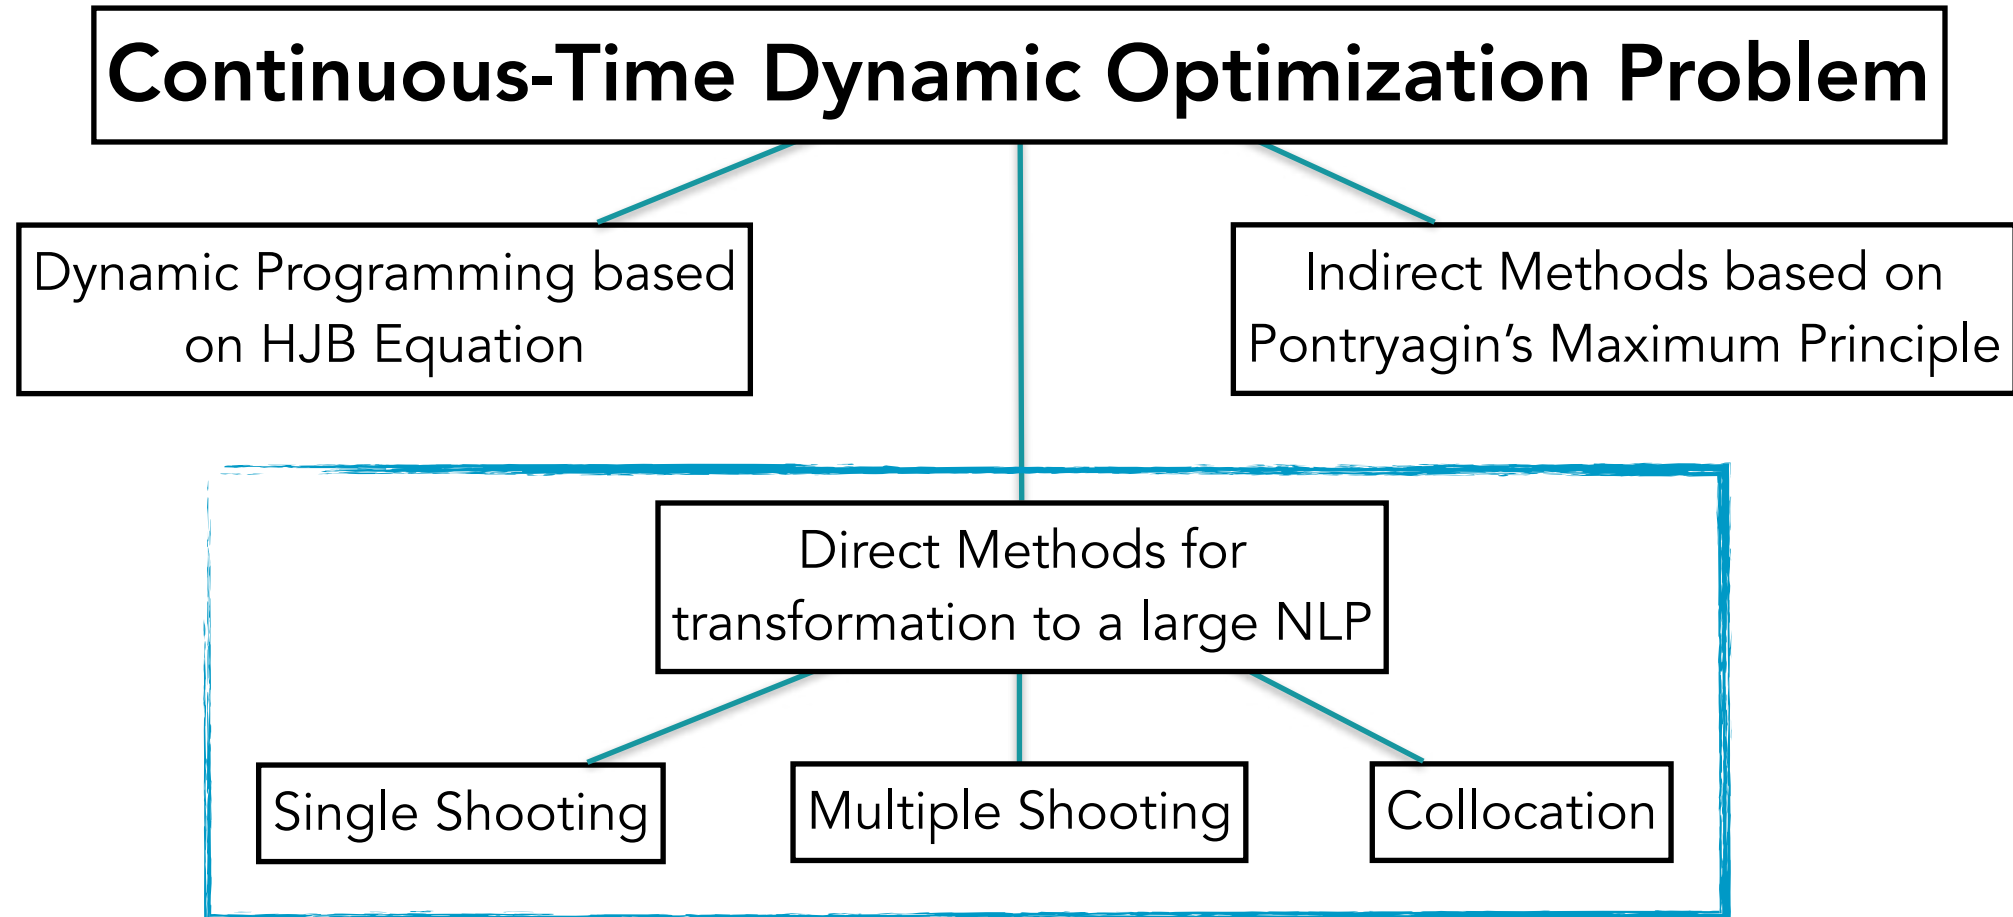 Continuous-Time Dynamic Optimization Problem
Dynamic Programming based
on HJB Equation
Indirect Methods based on
Pontryagin’s Maximum Principle
Direct Methods for
transformation to a large NLP
Single Shooting
Multiple Shooting
Collocation